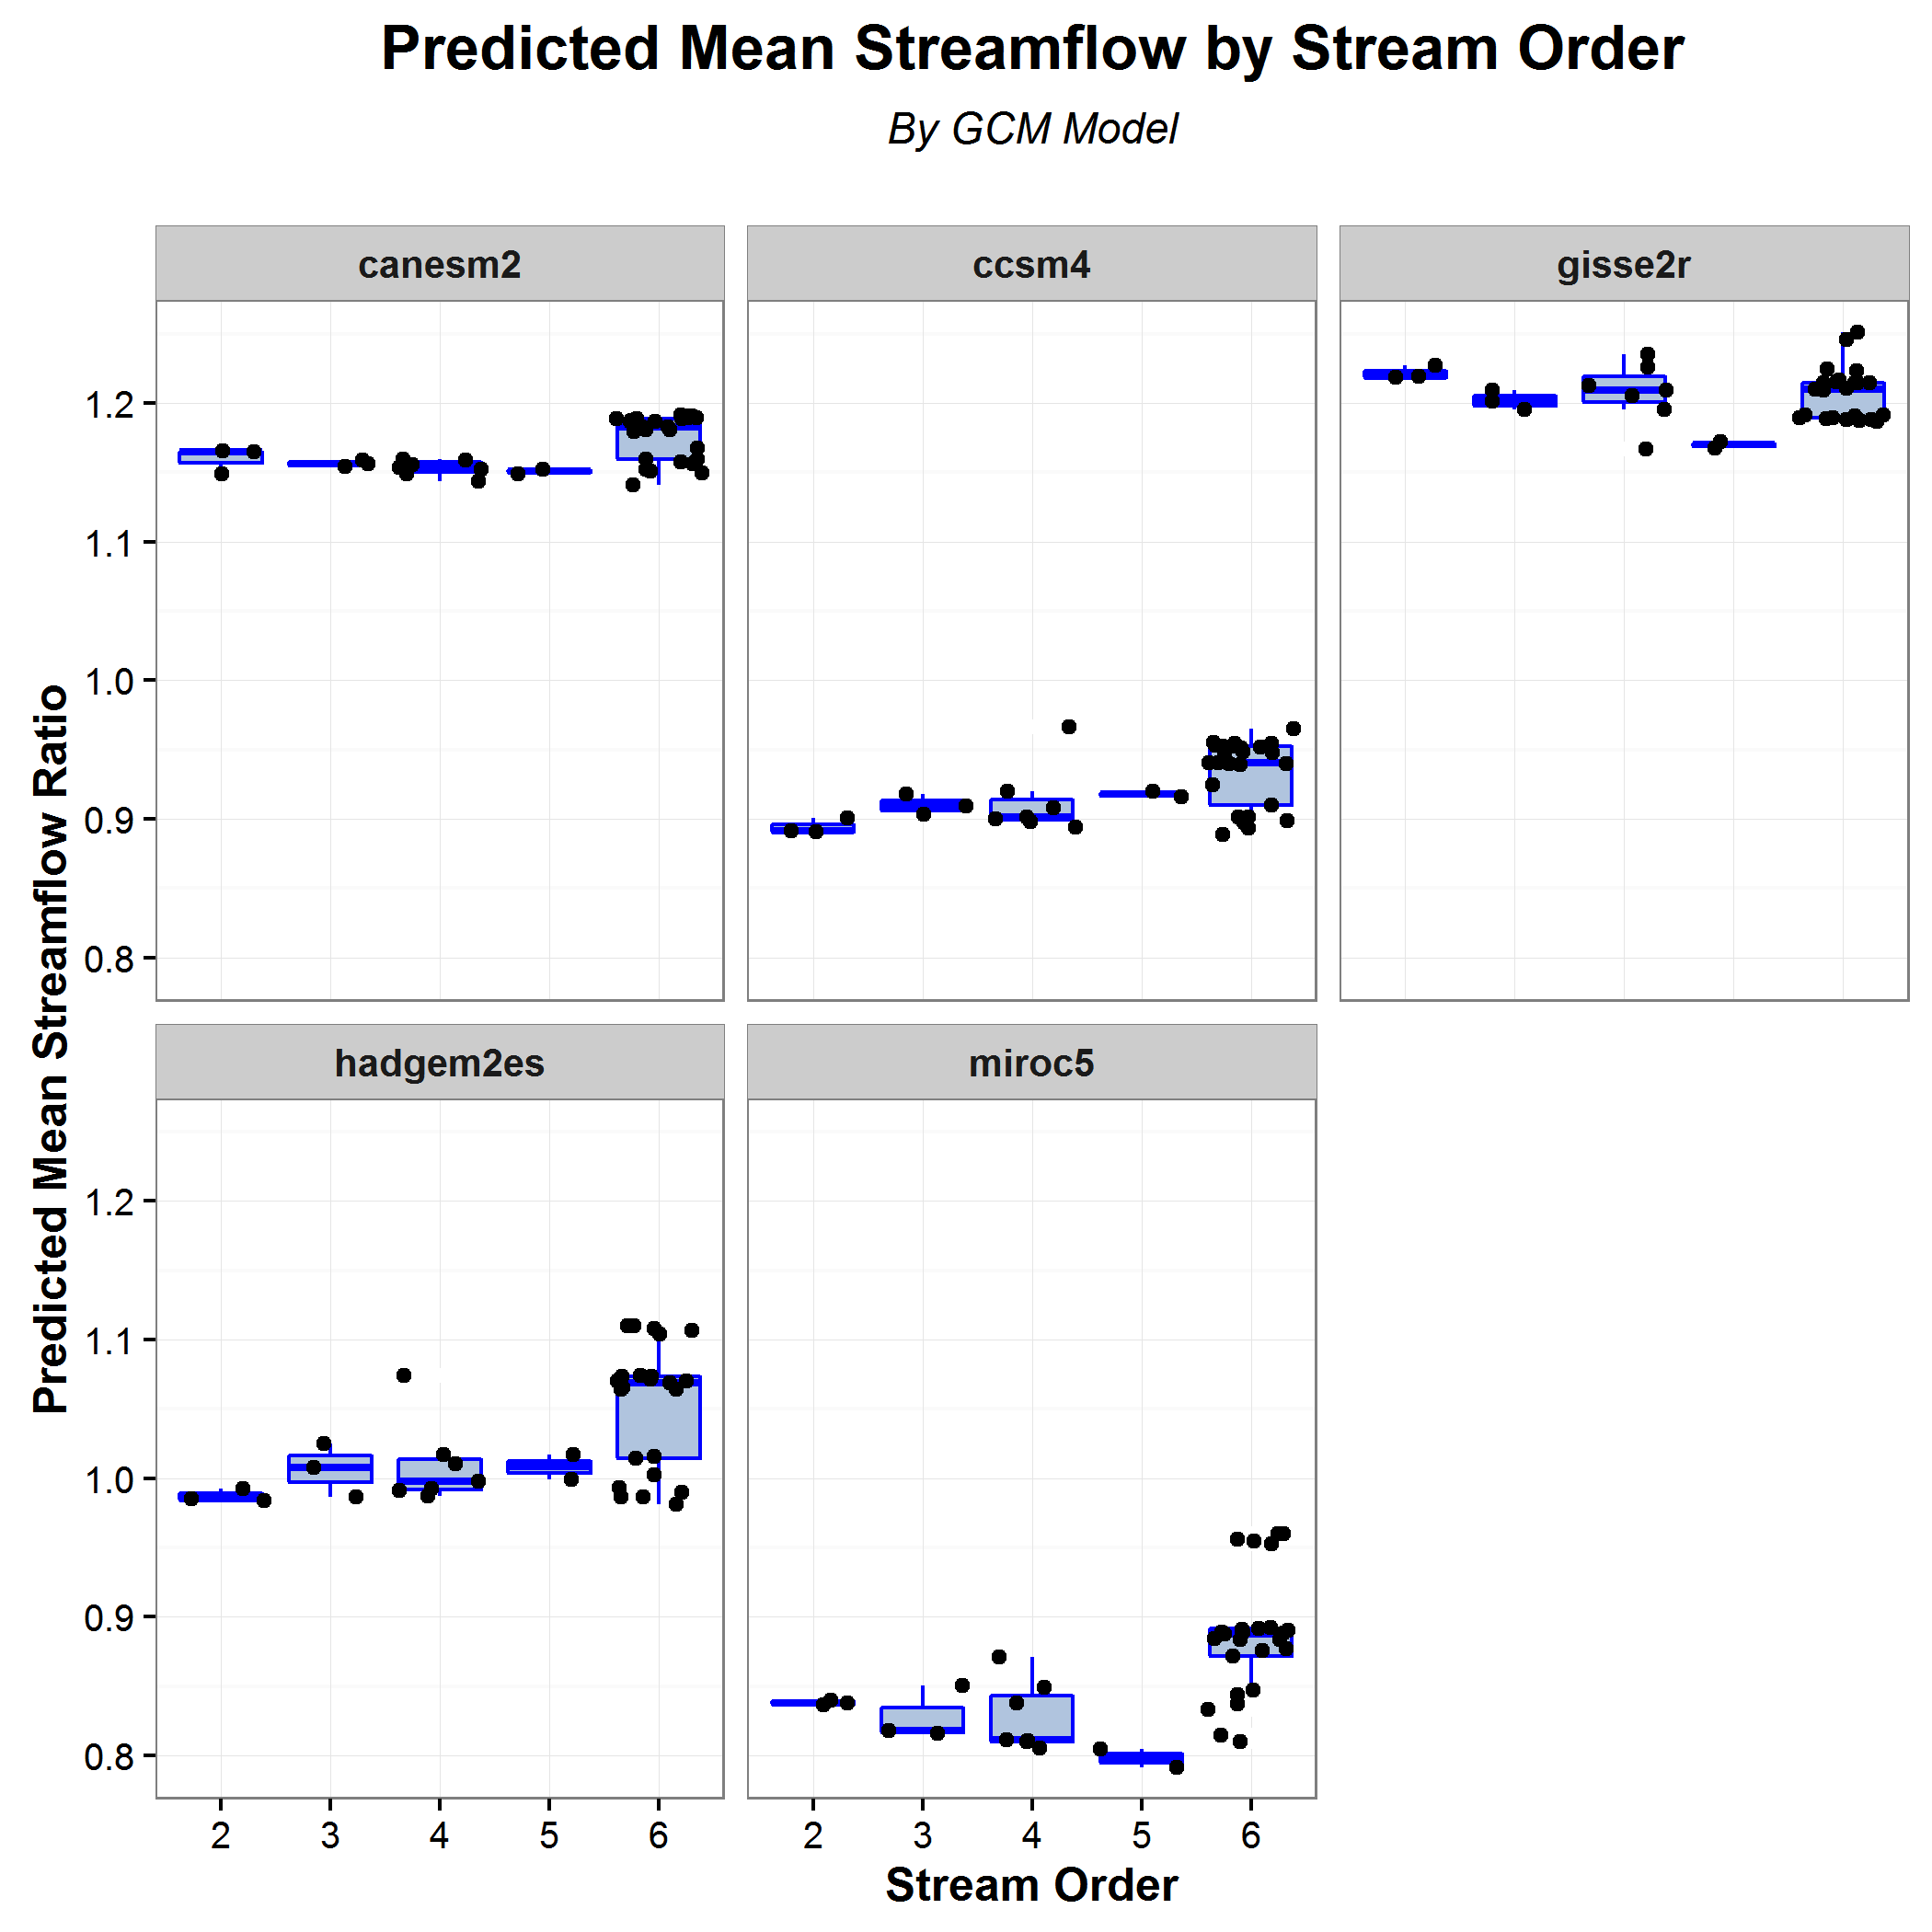 Predicted Mean Streamflow by Stream Order
By GCM Model
canesm2
ccsm4
gisse2r
1.2
1.1
1.0
0.9
0.8
Predicted Mean Streamflow Ratio
hadgem2es
miroc5
1.2
1.1
1.0
0.9
0.8
2 3 4 5 6
2 3 4 5 6
Stream Order